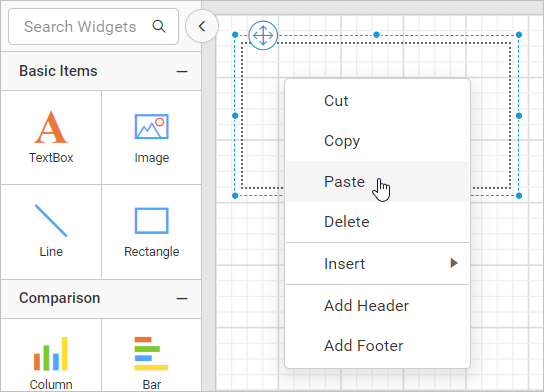 Search Widgets
Basic Items
TextBox
Image
Line
Rectangle
Comparison
Column
Bar
Cut
Copy
Paste
Delete
Insert
Add Header
Add Footer